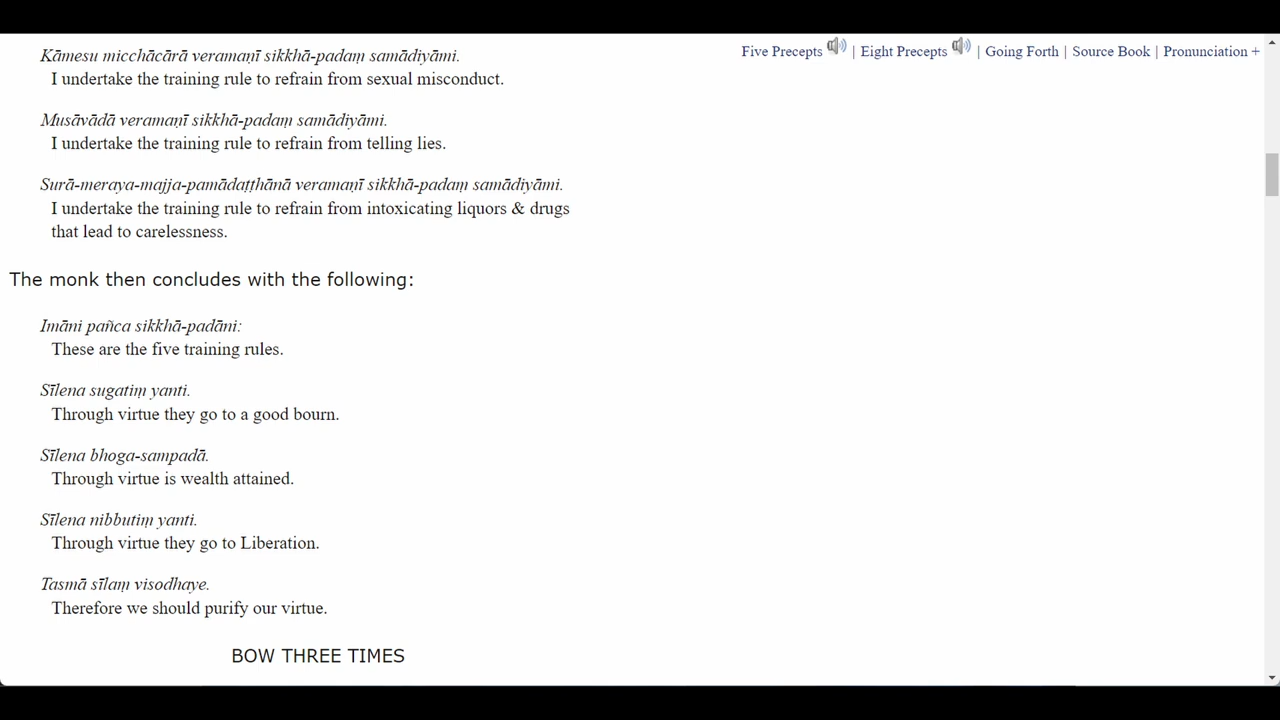 Five Precepts | Eight Precepts | Going Forth | Source Book | Pronunciation +
Kāmesu micchācārā veramaṇī sikkhā-padaṃ samādiyāmi.
I undertake the training rule to refrain from sexual misconduct.
Musāvādā veramaṇī sikkhā-padaṃ samādiyāmi.
I undertake the training rule to refrain from telling lies.
Surā-meraya-majja-pamādaṭṭhānā veramaṇī sikkhā-padaṃ samādiyāmi.
I undertake the training rule to refrain from intoxicating liquors & drugs
that lead to carelessness.
The monk then concludes with the following:
Imāni pañca sikkhā-padāni:
These are the five training rules.
Sīlena sugatiṃ yanti.
Through virtue they go to a good bourn.
Sīlena bhoga-sampadā.
Through virtue is wealth attained.
Sīlena nibbutiṃ yanti.
Through virtue they go to Liberation.
Tasmā sīlaṃ visodhaye.
Therefore we should purify our virtue.
BOW THREE TIMES